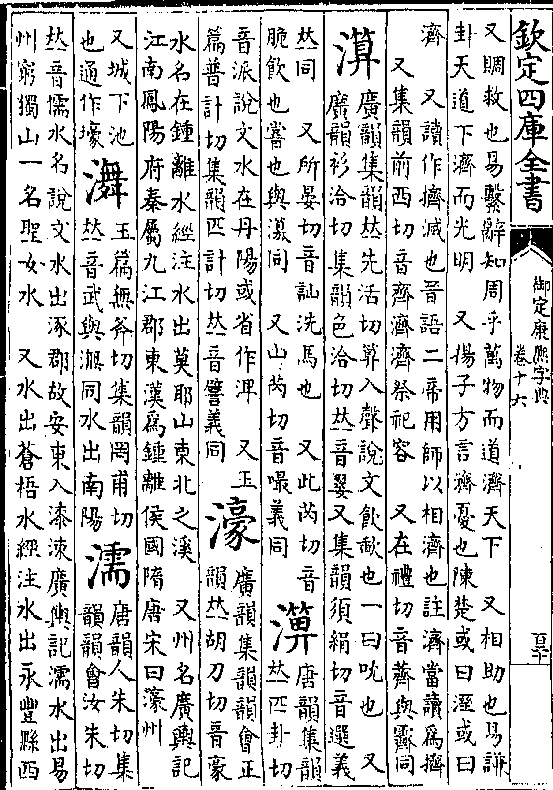 欽定四庫全書
御定康熙字典
卷十六
又賙救也易繫辭知周乎萬物而道濟天下　又相助也易謙
卦天道下濟而光明　又揚子方言濟憂也陳楚或曰溼或曰
濟　又讀作擠滅也晉語二帝用師以相濟也註濟當讀為擠
又集韻前西切音齊濟濟祭祀容　又在禮切音薺與霽同
𣿍廣韻集韻𠀤先活切算入聲說文飲歃也一曰吮也　又
廣韻衫洽切集韻色洽切𠀤音翣又集韻須絹切音選義
𠀤同　又所晏切音訕洗馬也　又此芮切音
脆飲也嘗也與㵎同　又山芮切音啐義同
渒唐韻集韻
𠀤匹卦切
音派說文水在丹陽或省作淠　又玉
篇普計切集韻匹計切𠀤音譬義同
濠廣韻集韻韻會正
韻𠀤胡刀切音豪
水名在鍾離水經注水出莫耶山東北之溪　又州名廣輿記
江南鳳陽府秦屬九江郡東漢爲鍾離侯國隋唐宋曰濠州
又城下池
也通作壕
潕玉篇無斧切集韻罔甫切
𠀤音武與㵲同水出南陽
濡唐韻人朱切集
韻韻會汝朱切
𠀤音儒水名說文水出涿郡故安東入漆涑廣輿記濡水出易
州窮獨山一名聖女水　又水出蒼梧水經注水出永豐縣西